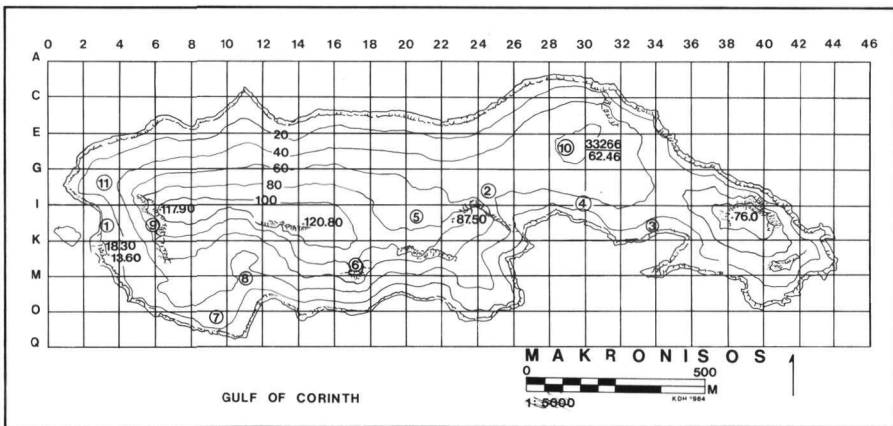 0 2 4 6 8 10 12 14 16 18 20 22 24 26 28 30 32 34 36 38 40 42 44 46
A
C
E
G
I
K
M
O
Q
20
40
60
80
100
10
33266
62.46
11
2
117.90
120.80
5
87.50
4
76.0
1
9
3
18.30
13.60
6
8
7
MAKRONISOS
0 500
M
1: 5000
KDH '984
GULF OF CORINTH